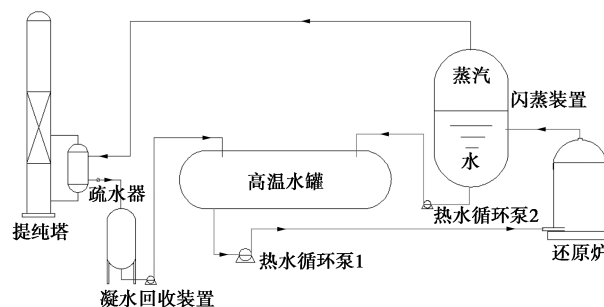 蒸汽
闪蒸装置
水
高温水罐
疏水器
热水循环泵2
提纯塔
热水循环泵1
还原炉
凝水回收装置